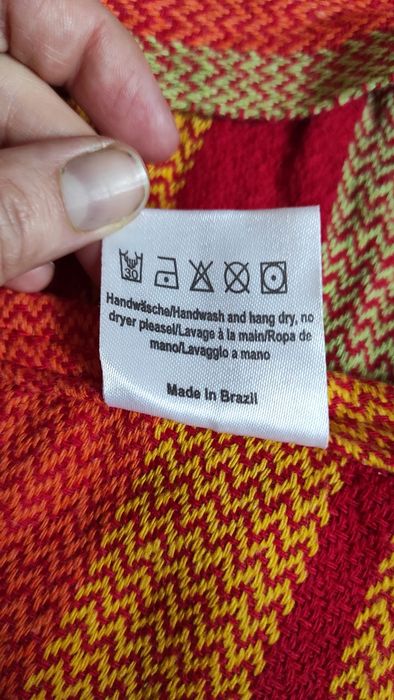 30
Handwäsche/Handwash and hang dry, no
dryer please!/Lavage à la main/Ropa de
mano/Lavaggio a mano
Made in Brazil